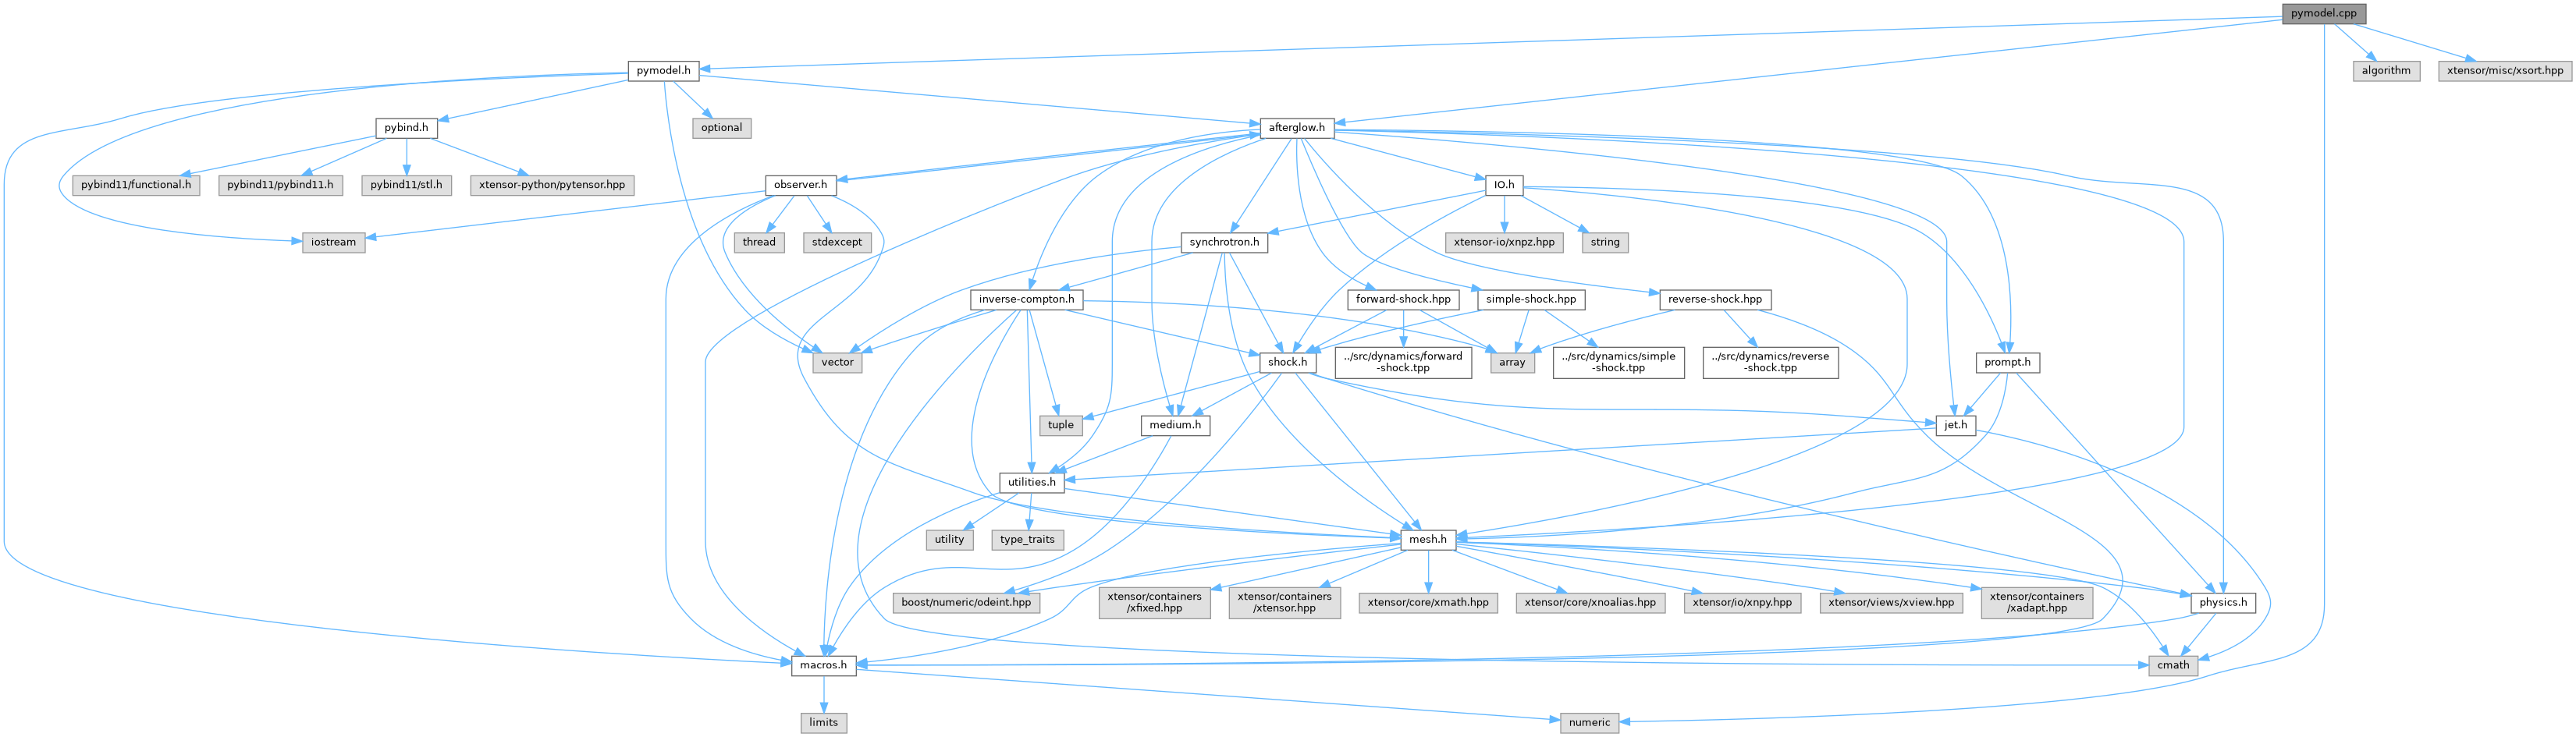 pymodel.cpp
pymodel.h
algorithm
xtensor/misc/xsort.hpp
pybind.h
optional
afterglow.h
pybind11/functional.h
pybind11/pybind11.h
pybind11/stl.h
xtensor-python/pytensor.hpp
observer.h
IO.h
iostream
thread
stdexcept
synchrotron.h
xtensor-io/xnpz.hpp
string
inverse-compton.h
forward-shock.hpp
simple-shock.hpp
reverse-shock.hpp
vector
shock.h
../src/dynamics/forward
-shock.tpp
array
../src/dynamics/simple
-shock.tpp
../src/dynamics/reverse
-shock.tpp
prompt.h
tuple
medium.h
jet.h
utilities.h
utility
type_traits
mesh.h
boost/numeric/odeint.hpp
xtensor/containers
/xfixed.hpp
xtensor/containers
/xtensor.hpp
xtensor/core/xmath.hpp
xtensor/core/xnoalias.hpp
xtensor/io/xnpy.hpp
xtensor/views/xview.hpp
xtensor/containers
/xadapt.hpp
physics.h
macros.h
cmath
limits
numeric